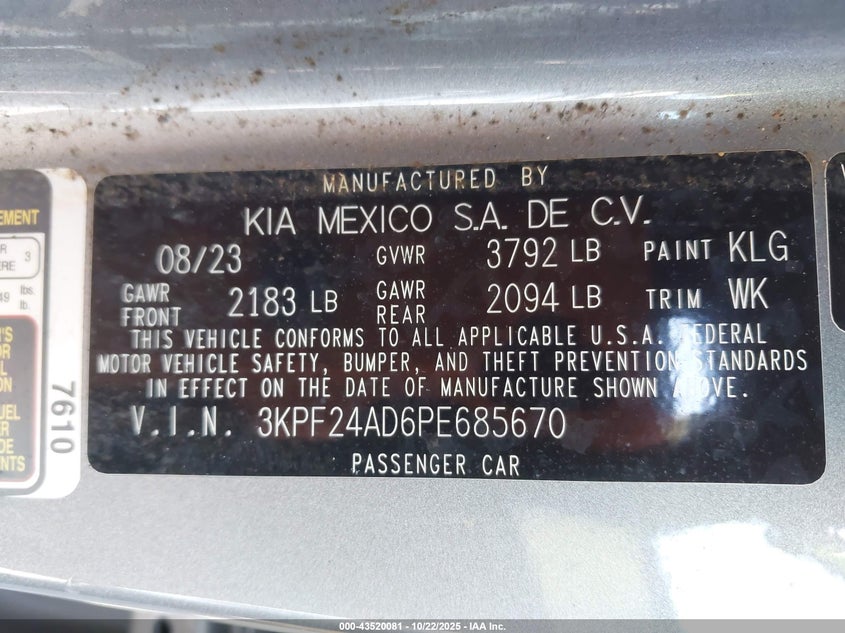 MANUFACTURED BY
KIA MEXICO S.A. DE C.V.
08/23 GVWR 3792 LB PAINT KLG
GAWR FRONT 2183 LB GAWR REAR 2094 LB TRIM WK
THIS VEHICLE CONFORMS TO ALL APPLICABLE U.S.A. FEDERAL
MOTOR VEHICLE SAFETY, BUMPER, AND THEFT PREVENTION STANDARDS
IN EFFECT ON THE DATE OF MANUFACTURE SHOWN ABOVE.
V.I.N. 3KPF24AD6PE685670
PASSENGER CAR
7610
000-43520081 - 10/22/2025 - IAA Inc.